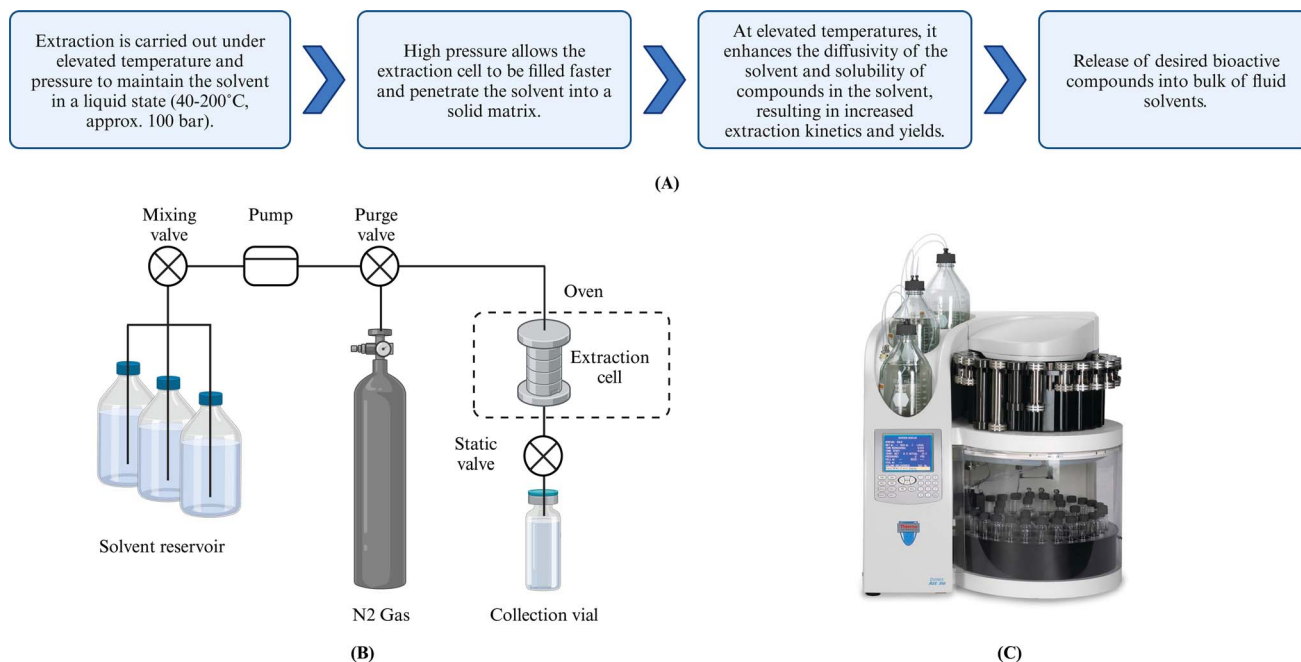 Extraction is carried out under
elevated temperature and
pressure to maintain the solvent
in a liquid state (40-200˚C,
approx. 100 bar).
High pressure allows the
extraction cell to be filled faster
and penetrate the solvent into a
solid matrix.
At elevated temperatures, it
enhances the diffusivity of the
solvent and solubility of
compounds in the solvent,
resulting in increased
extraction kinetics and yields.
Release of desired bioactive
compounds into bulk of fluid
solvents.
(A)
Mixing
valve
Pump
Purge
valve
Oven
Extraction
cell
Static
valve
Solvent reservoir
N2 Gas
Collection vial
(B)
(C)